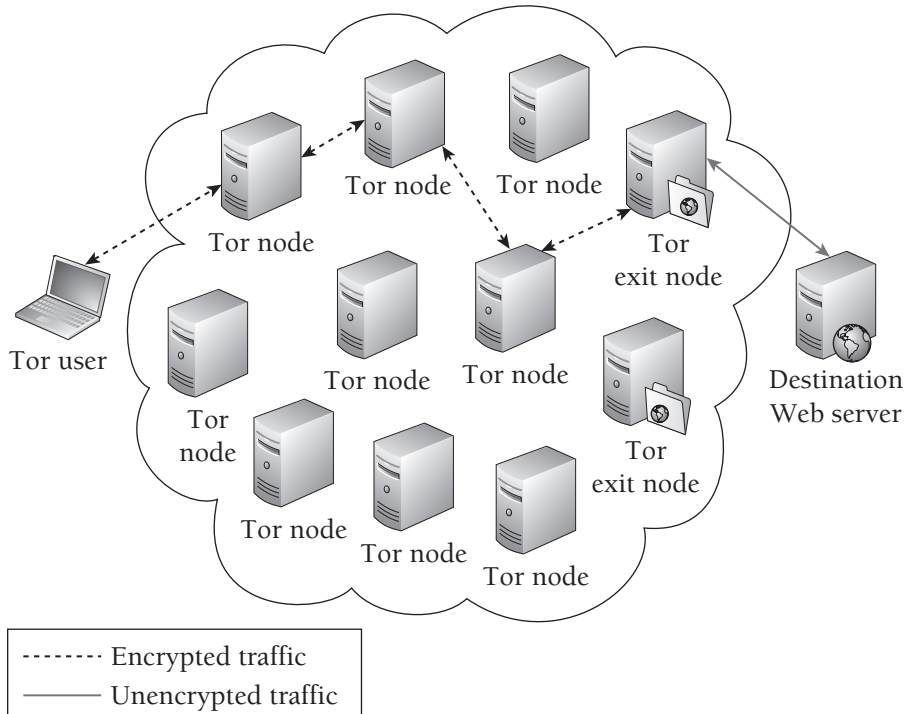 Tor node
Tor node
Tor node
Tor
exit node
Tor user
Tor
node
Tor node
Tor node
Tor
exit node
Destination
Web server
Tor node
Tor node
Tor node
Encrypted traffic
Unencrypted traffic